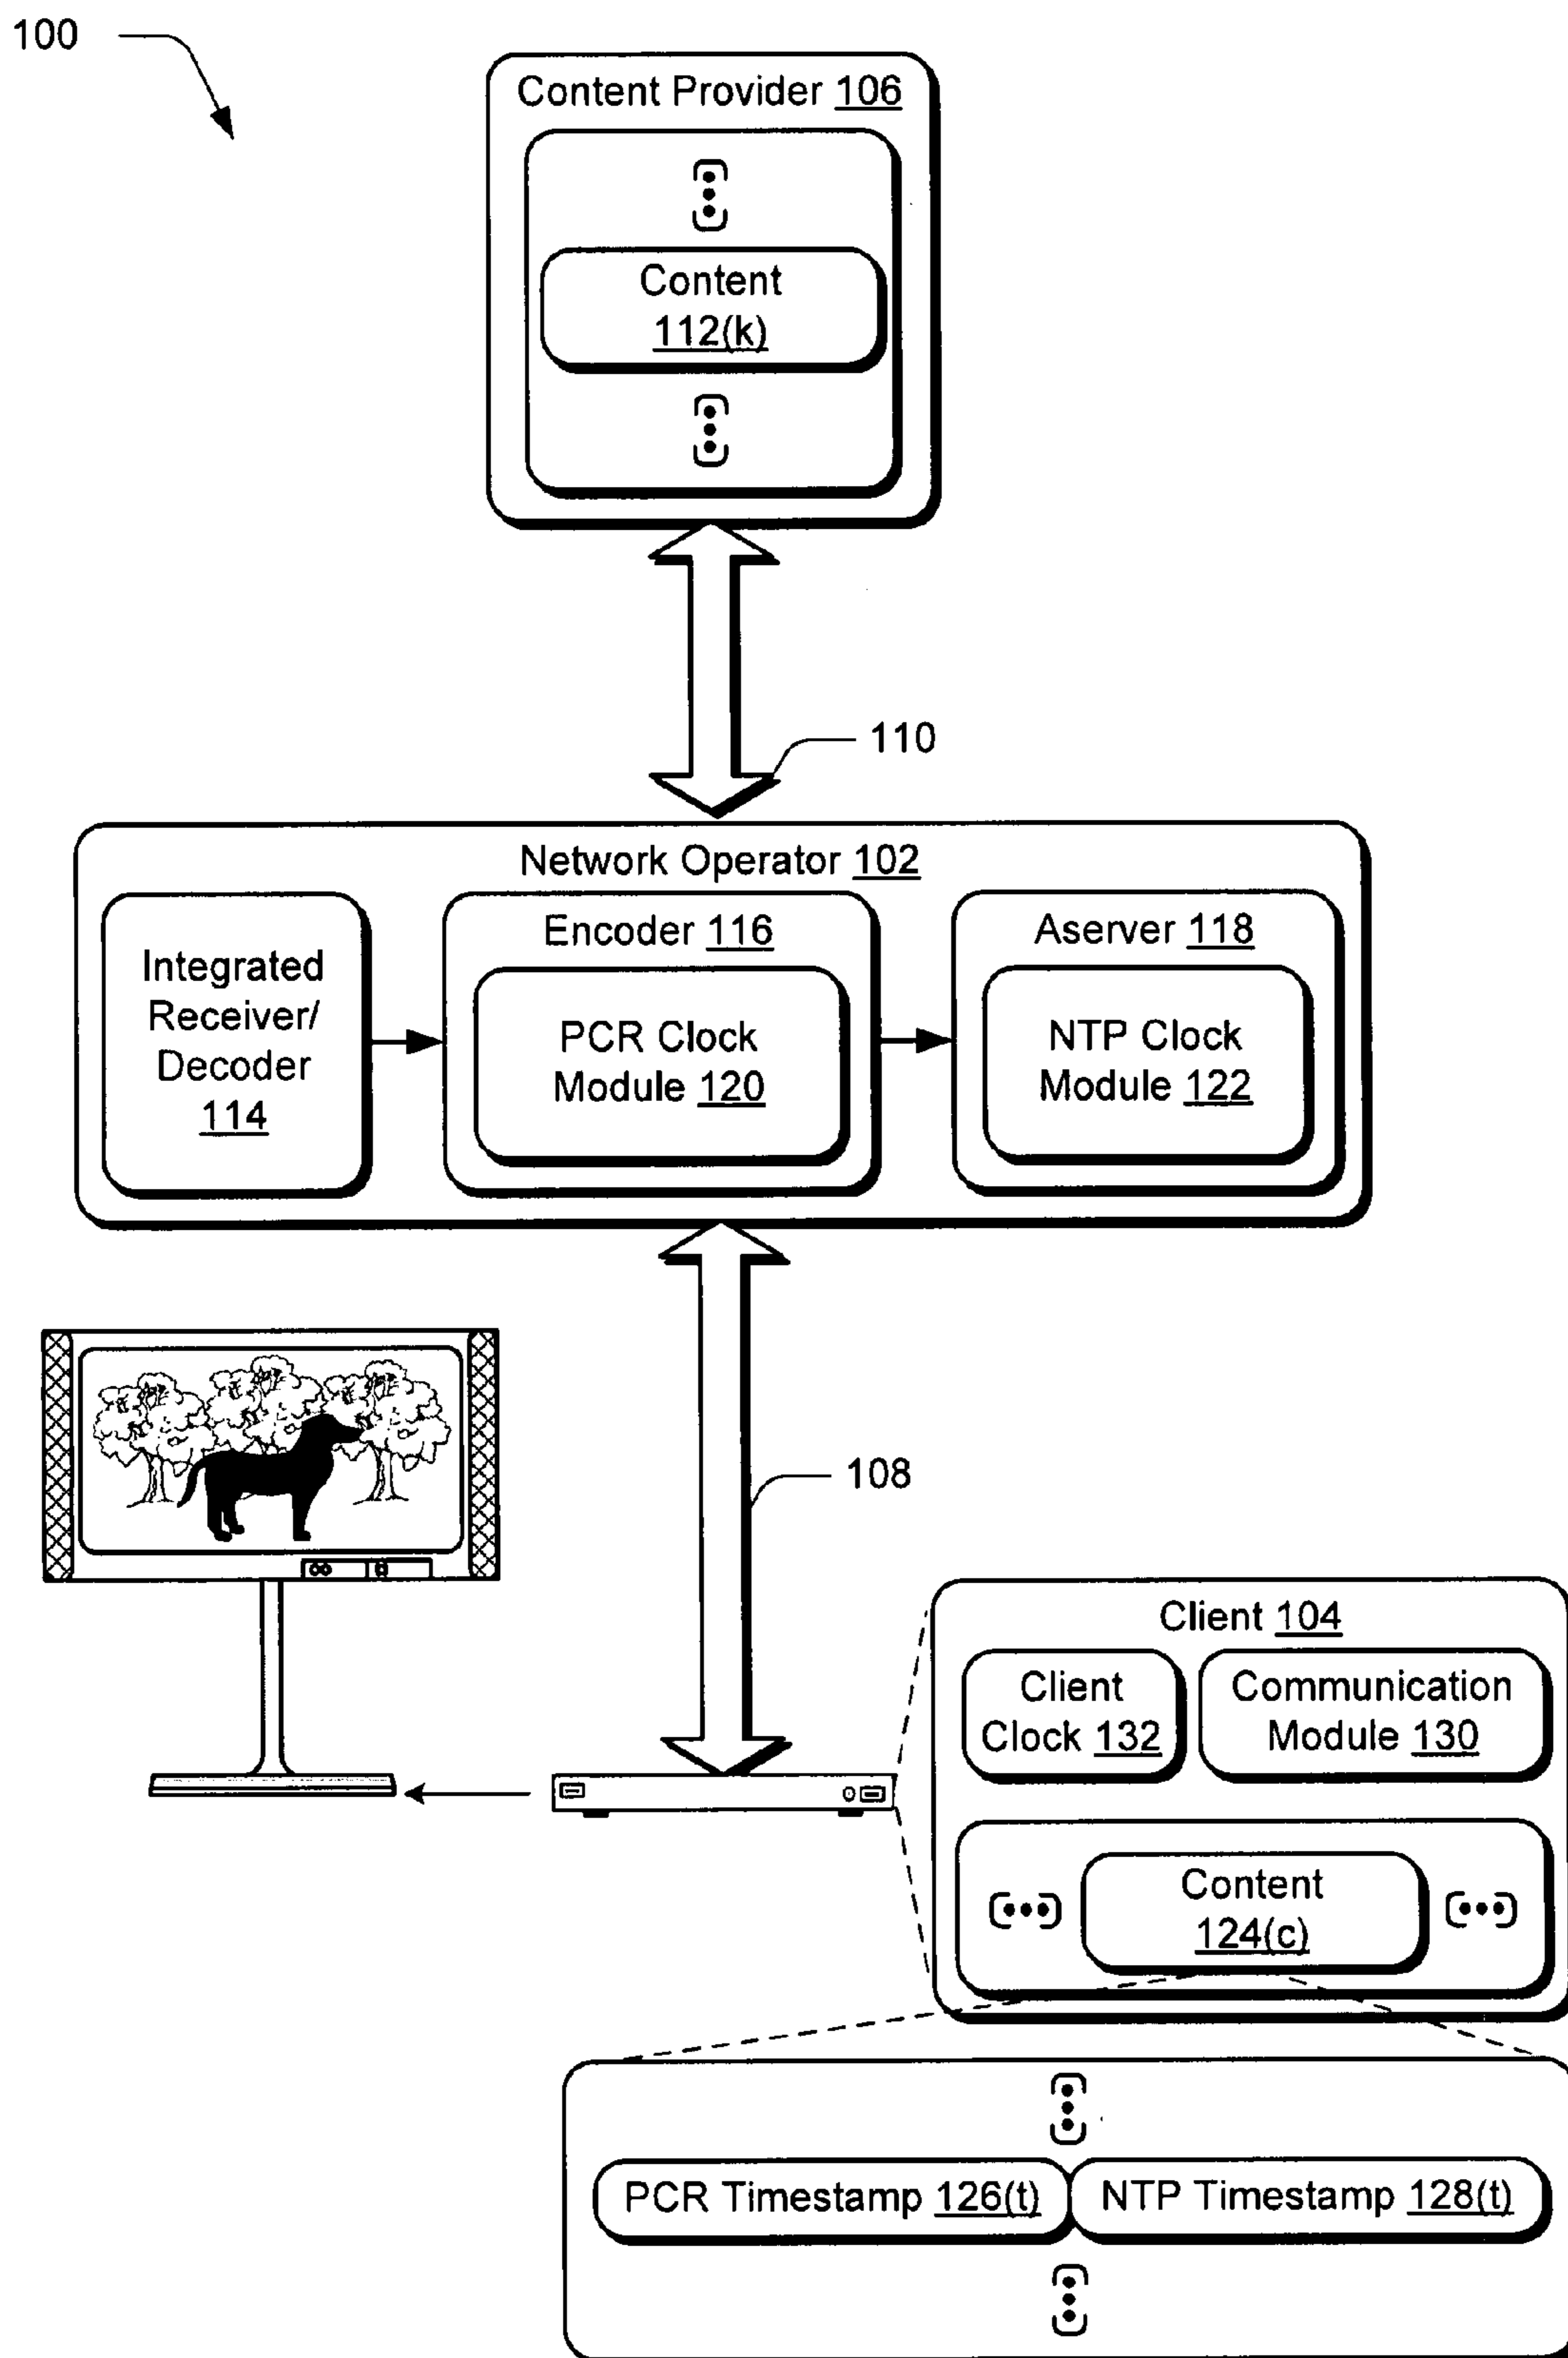 100
Content Provider 106
Content
112(k)
110
Network Operator 102
Integrated
Receiver/
Decoder
114
Encoder 116
PCR Clock
Module 120
Aserver 118
NTP Clock
Module 122
108
Client 104
Client
Clock 132
Communication
Module 130
Content
124(c)
PCR Timestamp 126(t)
NTP Timestamp 128(t)